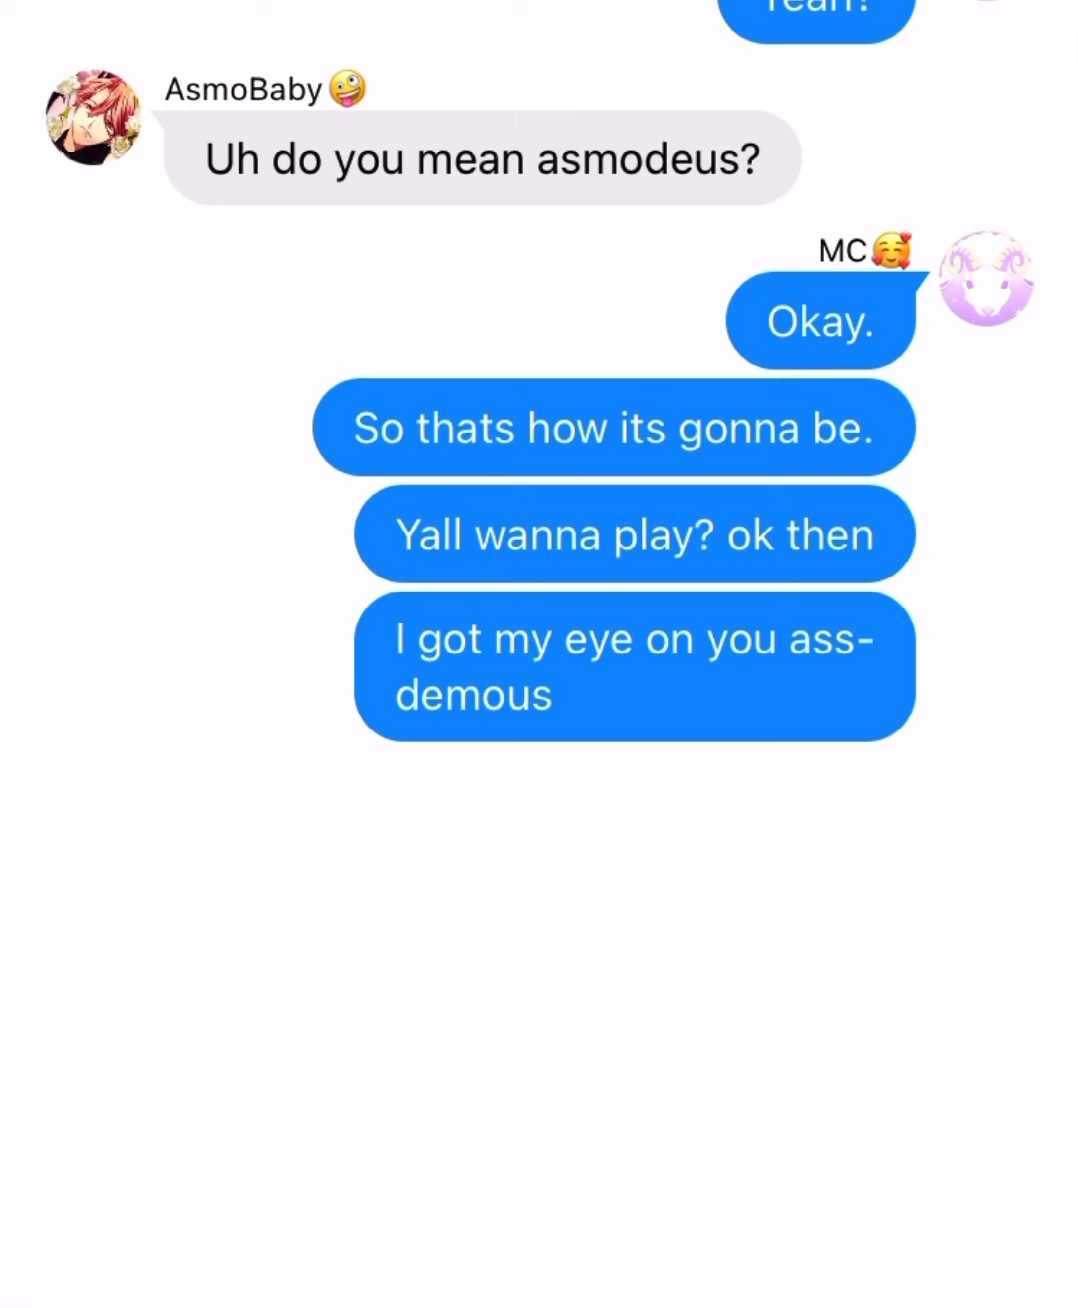 AsmoBaby🤪
Uh do you mean asmodeus?
MC🥰
Okay.
So thats how its gonna be.
Yall wanna play? ok then
I got my eye on you ass-
demous